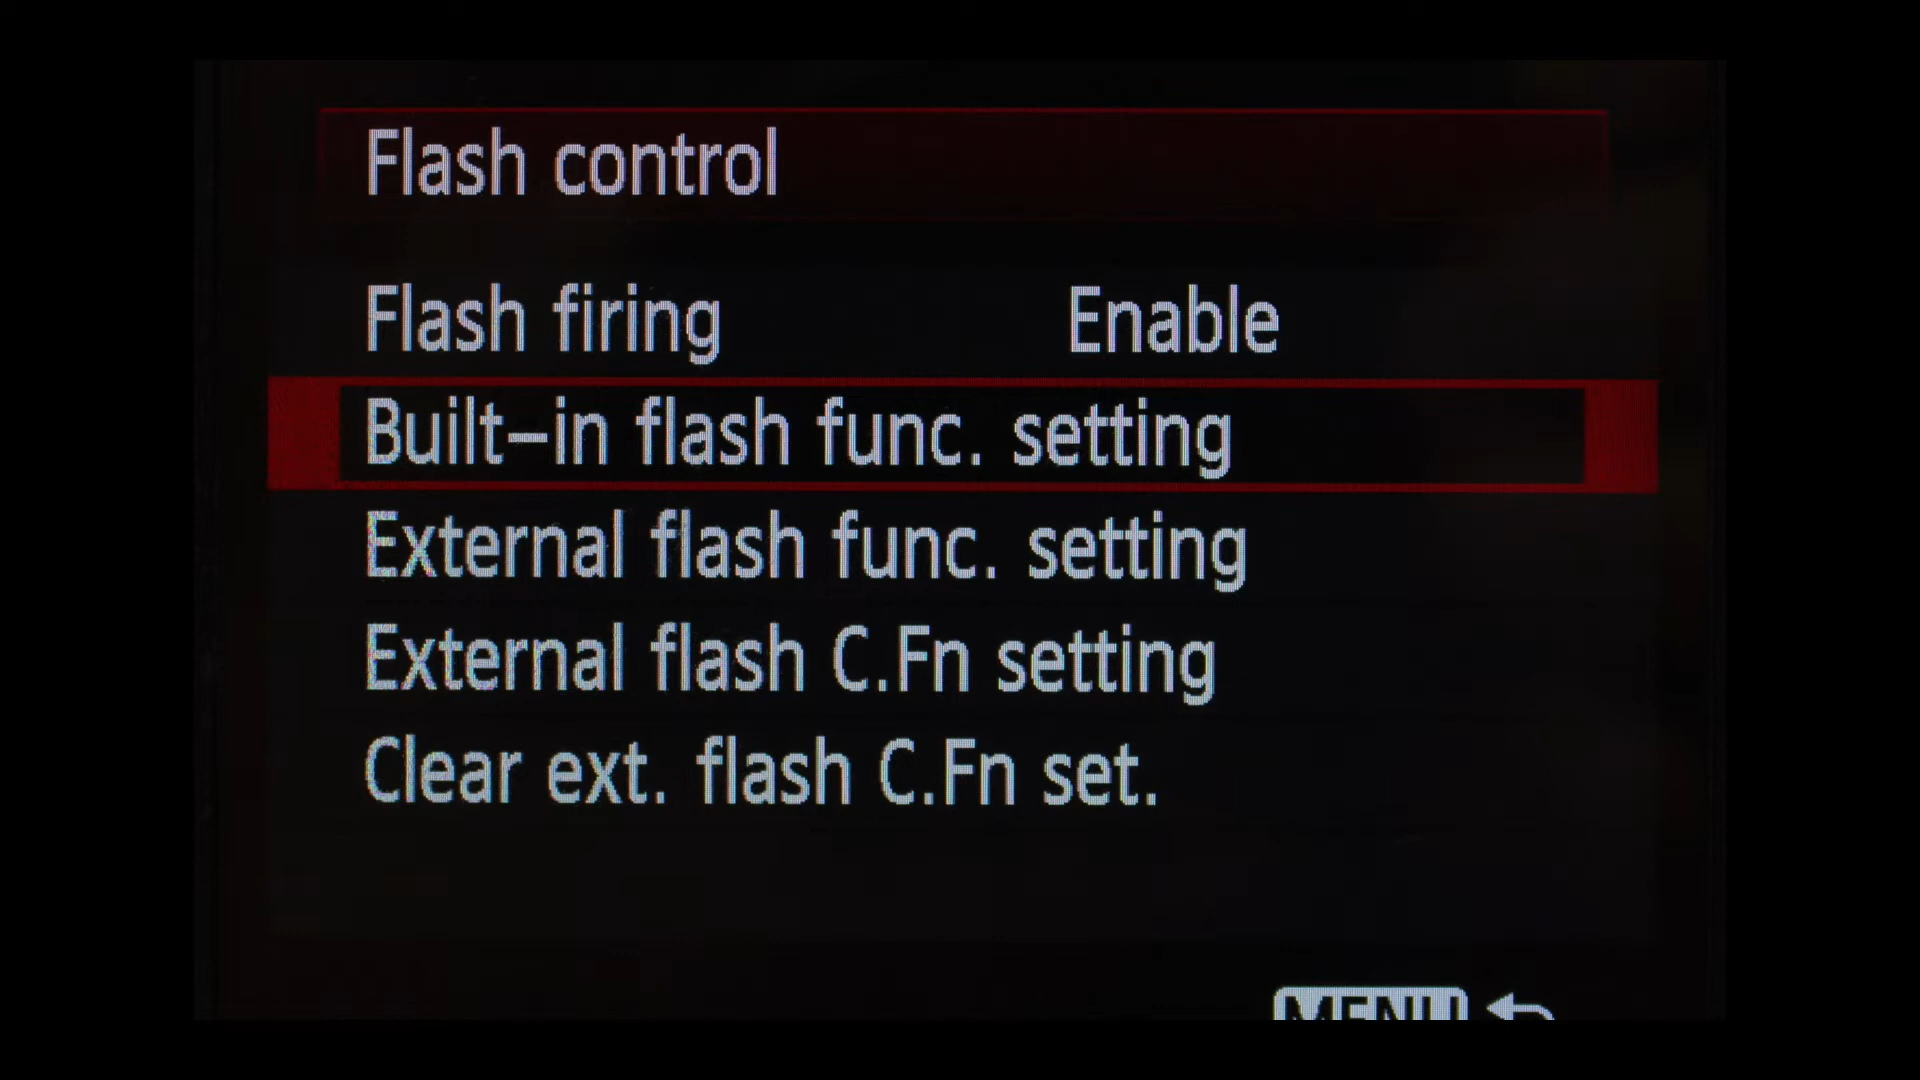 Flash control
Flash firing Enable
Built-in flash func. setting
External flash func. setting
External flash C.Fn setting
Clear ext. flash C.Fn set.
MENU